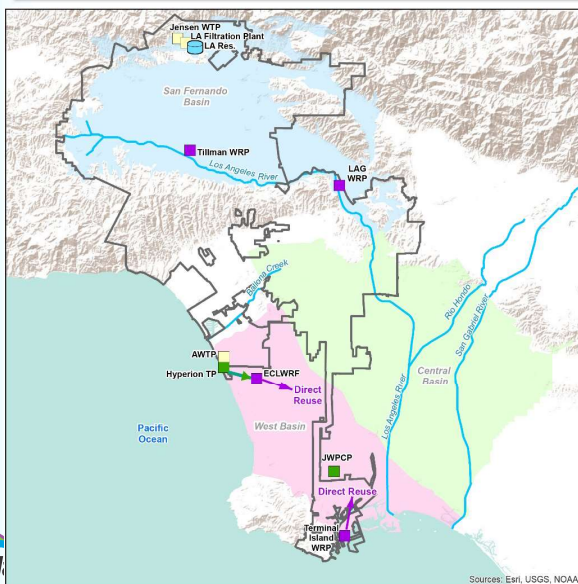 Jensen WTP
LA Filtration Plant
LA Res.
San Fernando
Basin
Tillman WRP
Los Angeles River
LAG
WRP
Ballona Creek
Rio Hondo
San Gabriel River
AWTP
Hyperion TP
ECLWRF
Direct
Reuse
Central
Basin
Los Angeles River
West Basin
Pacific
Ocean
JWPCP
Direct Reuse
Terminal
Island
WRP
Sources: Esri, USGS, NOAA